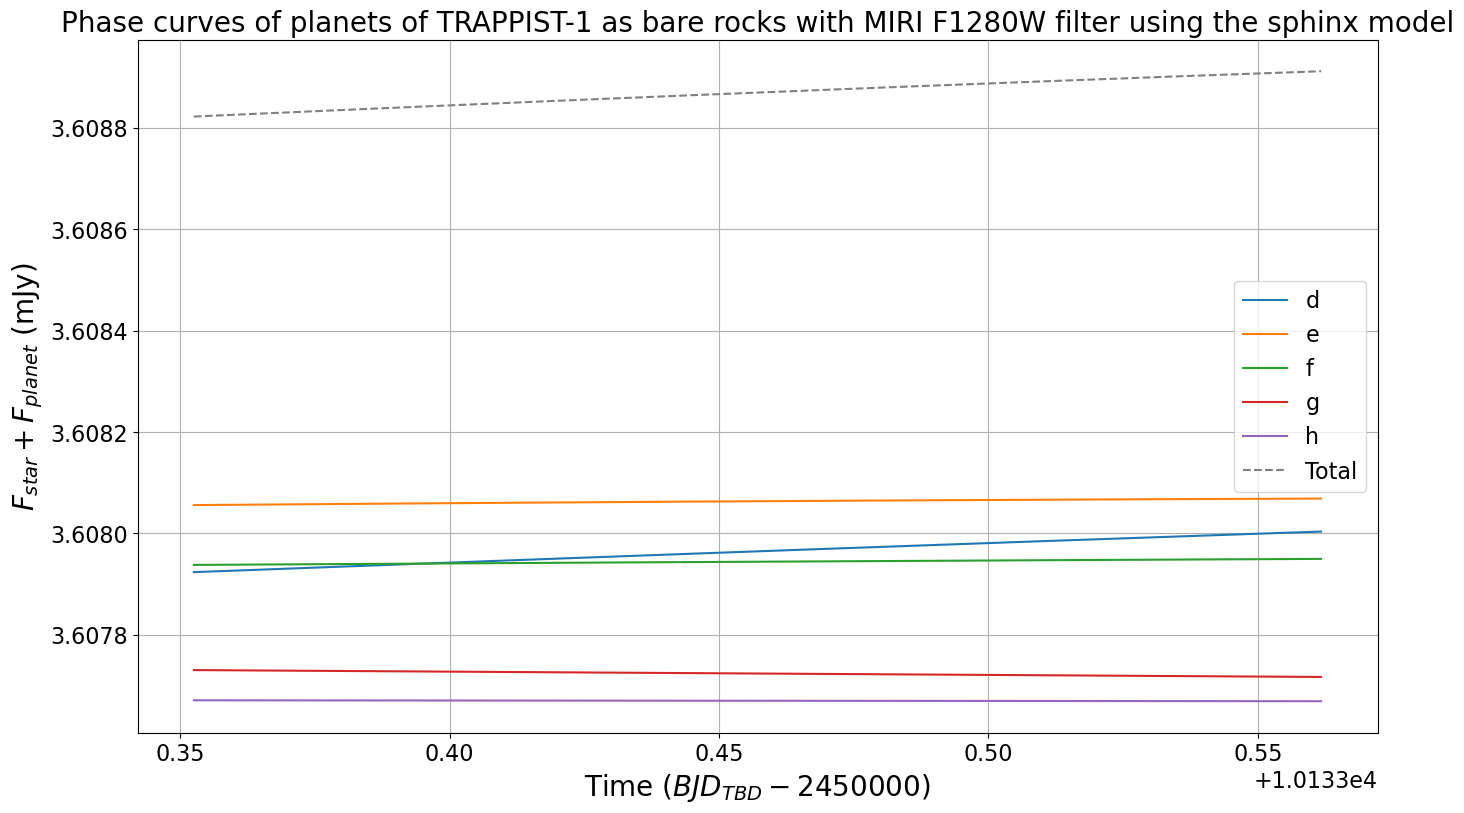 Phase curves of planets of TRAPPIST-1 as bare rocks with MIRI F1280W filter using the sphinx model
F_star + F_planet (mJy)
3.6088
3.6086
3.6084
3.6082
3.6080
3.6078
d
e
f
g
h
Total
0.35
0.40
0.45
0.50
0.55
+1.0133e4
Time (BJD_TBD − 2450000)